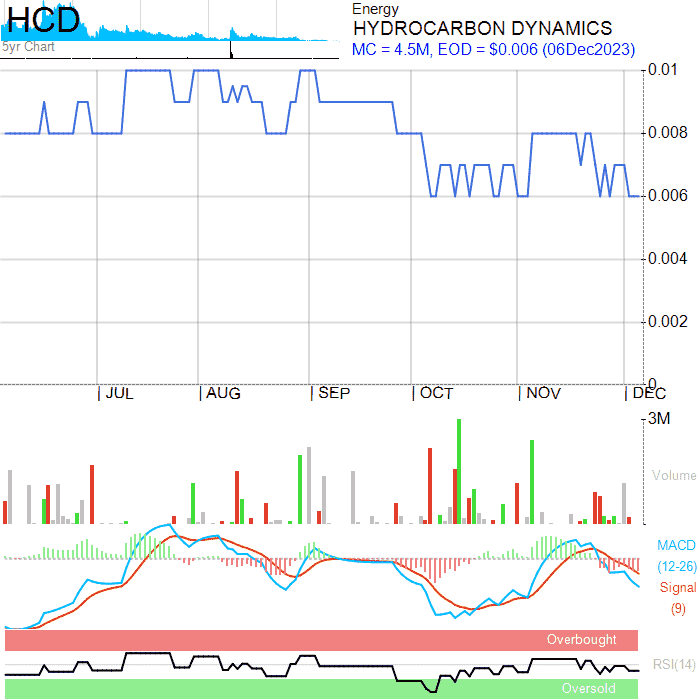 HCD
5yr Chart
Energy
HYDROCARBON DYNAMICS
MC = 4.5M, EOD = $0.006 (06Dec2023)
0.01
0.008
0.006
0.004
0.002
0
JUL AUG SEP OCT NOV DEC
3M
Volume
MACD
(12-26)
Signal
(9)
Overbought
RSI(14)
Oversold